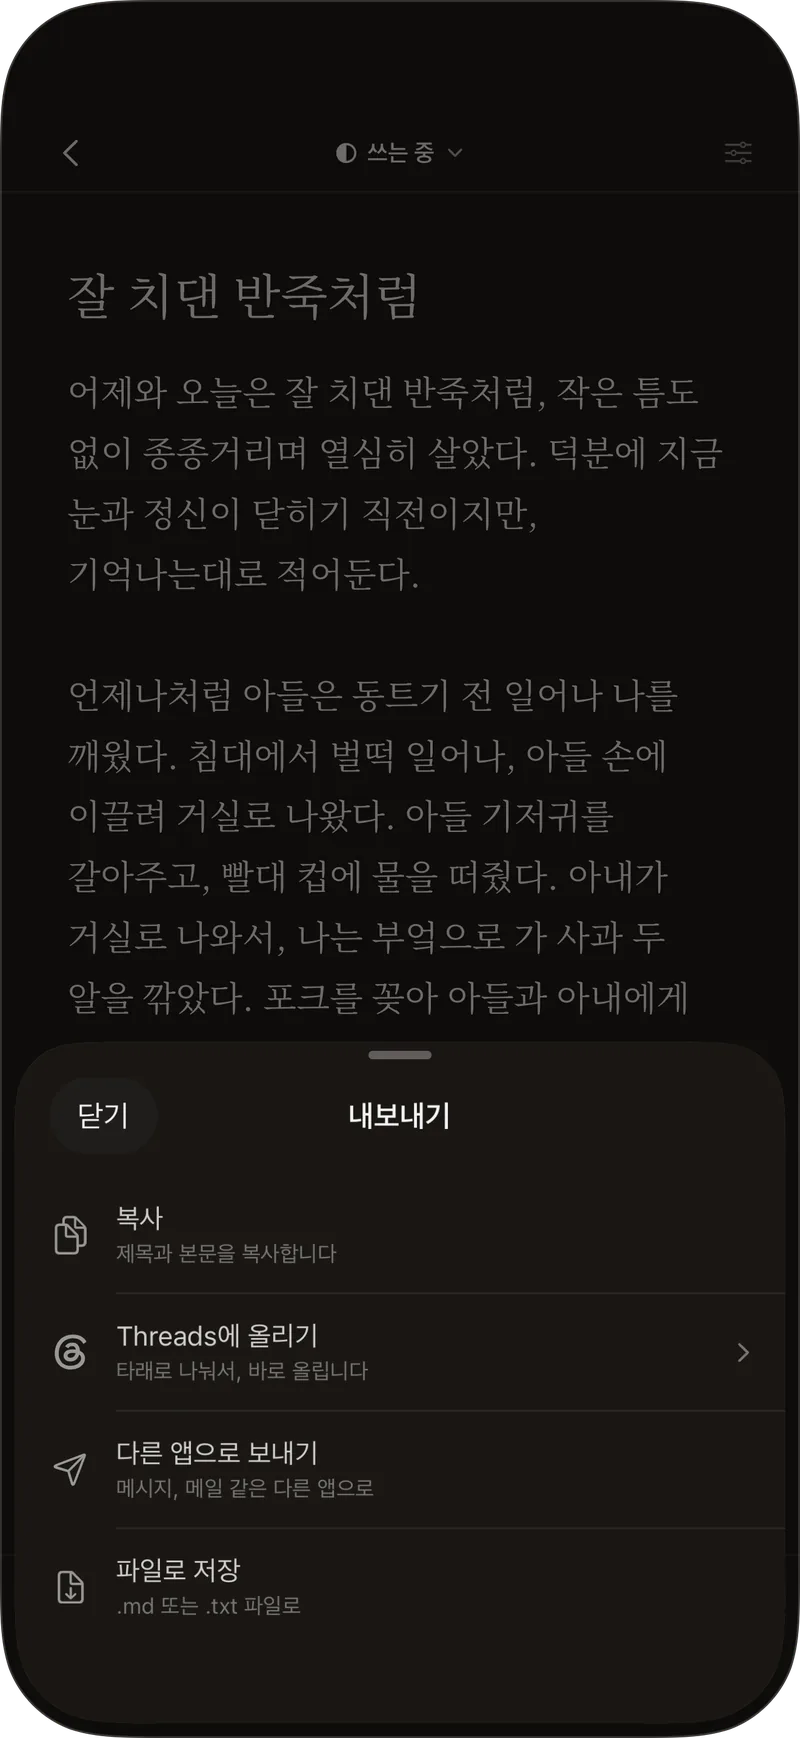 쓰는 중
잘 치댄 반죽처럼
어제와 오늘은 잘 치댄 반죽처럼, 작은 틈도
없이 종종거리며 열심히 살았다. 덕분에 지금
눈과 정신이 닫히기 직전이지만,
기억나는대로 적어둔다.
언제나처럼 아들은 동트기 전 일어나 나를
깨웠다. 침대에서 벌떡 일어나, 아들 손에
이끌려 거실로 나왔다. 아들 기저귀를
갈아주고, 빨대 컵에 물을 떠줬다. 아내가
거실로 나와서, 나는 부엌으로 가 사과 두
알을 깎았다. 포크를 꽂아 아들과 아내에게
닫기
내보내기
복사
제목과 본문을 복사합니다
Threads에 올리기
타래로 나눠서, 바로 올립니다
다른 앱으로 보내기
메시지, 메일 같은 다른 앱으로
파일로 저장
.md 또는 .txt 파일로